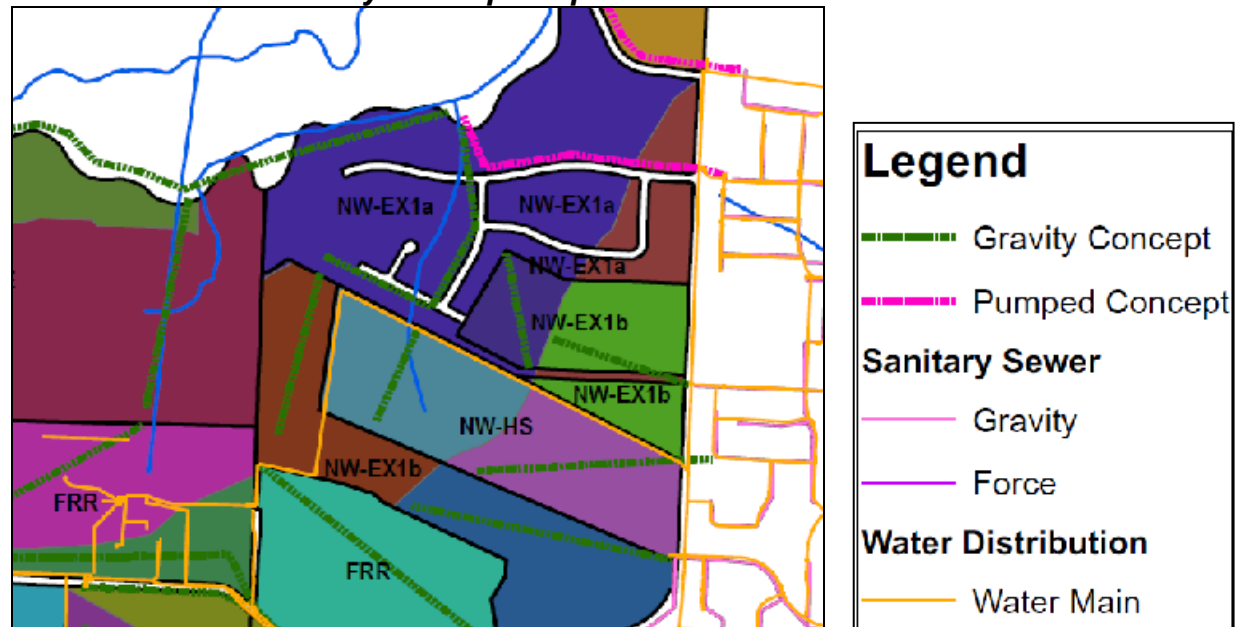 NW-EX1a
NW-EX1a
NW-EX1a
NW-EX1b
NW-EX1b
NW-HS
NW-EX1b
FRR
FRR
Legend
Gravity Concept
Pumped Concept
Sanitary Sewer
Gravity
Force
Water Distribution
Water Main